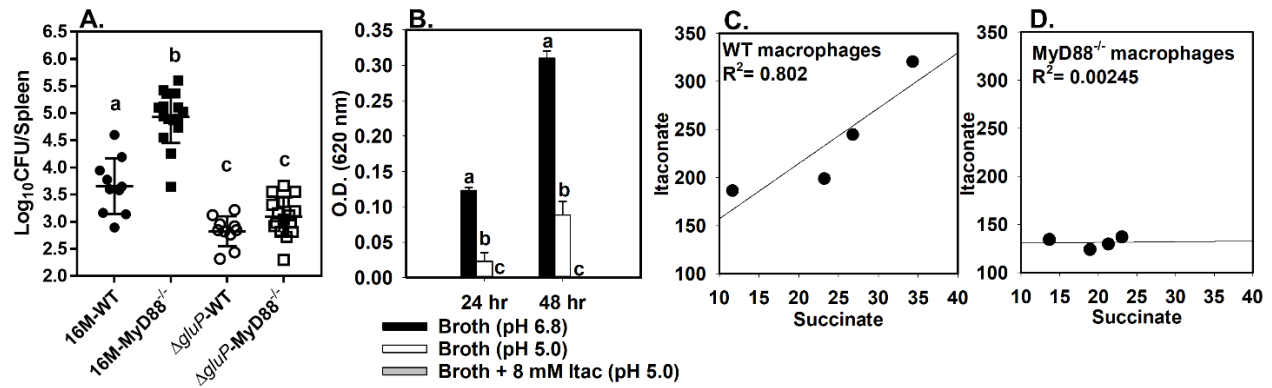 A.
Log10CFU/Spleen
6.5
6.0
5.5
5.0
4.5
4.0
3.5
3.0
2.5
2.0
a
b
c
c
16M-WT
16M-MyD88-/-
ΔgluP-WT
ΔgluP-MyD88-/-
B.
O.D. (620 nm)
0.35
0.30
0.25
0.20
0.15
0.10
0.05
0.00
a
b
c
a
b
c
24 hr
48 hr
Broth (pH 6.8)
Broth (pH 5.0)
Broth + 8 mM Itac (pH 5.0)
C.
WT macrophages
R2= 0.802
Itaconate
350
300
250
200
150
100
10 15 20 25 30 35 40
Succinate
D.
MyD88-/- macrophages
R2= 0.00245
Itaconate
350
300
250
200
150
100
10 15 20 25 30 35 40
Succinate